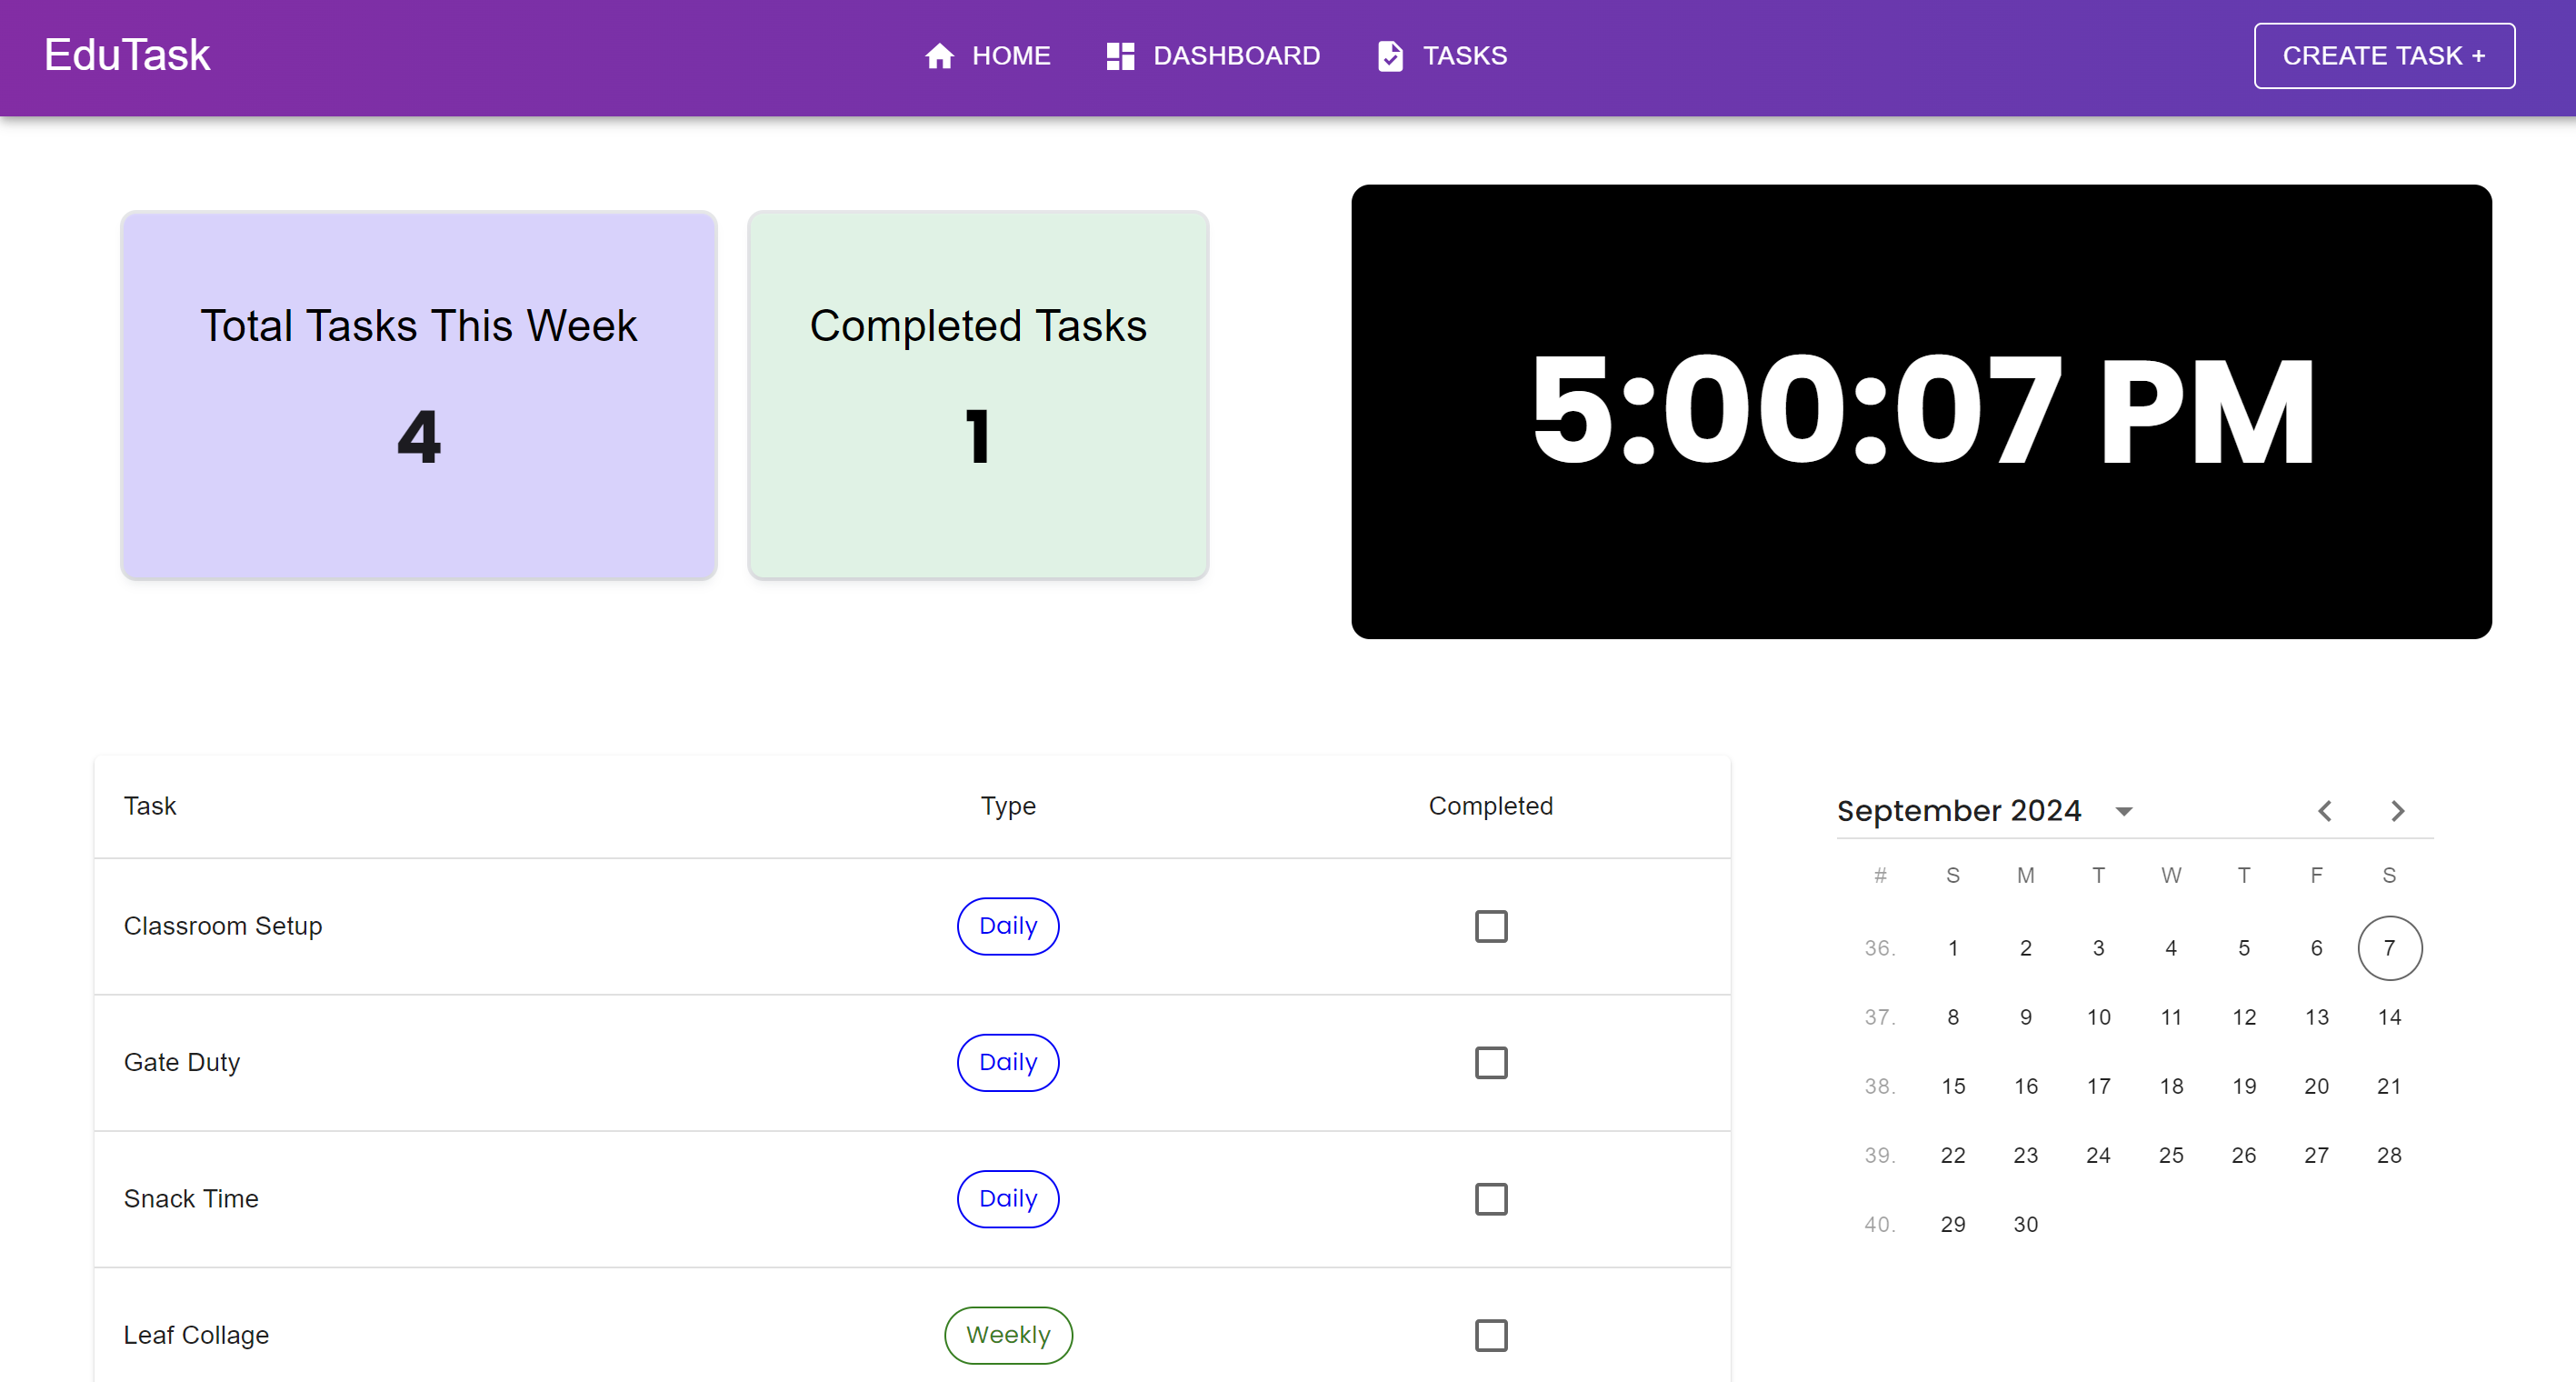 EduTask
HOME
DASHBOARD
TASKS
CREATE TASK +
Total Tasks This Week
4
Completed Tasks
1
5:00:07 PM
Task Type Completed
Classroom Setup Daily
Gate Duty Daily
Snack Time Daily
Leaf Collage Weekly
September 2024
# S M T W T F S
36. 1 2 3 4 5 6 7
37. 8 9 10 11 12 13 14
38. 15 16 17 18 19 20 21
39. 22 23 24 25 26 27 28
40. 29 30